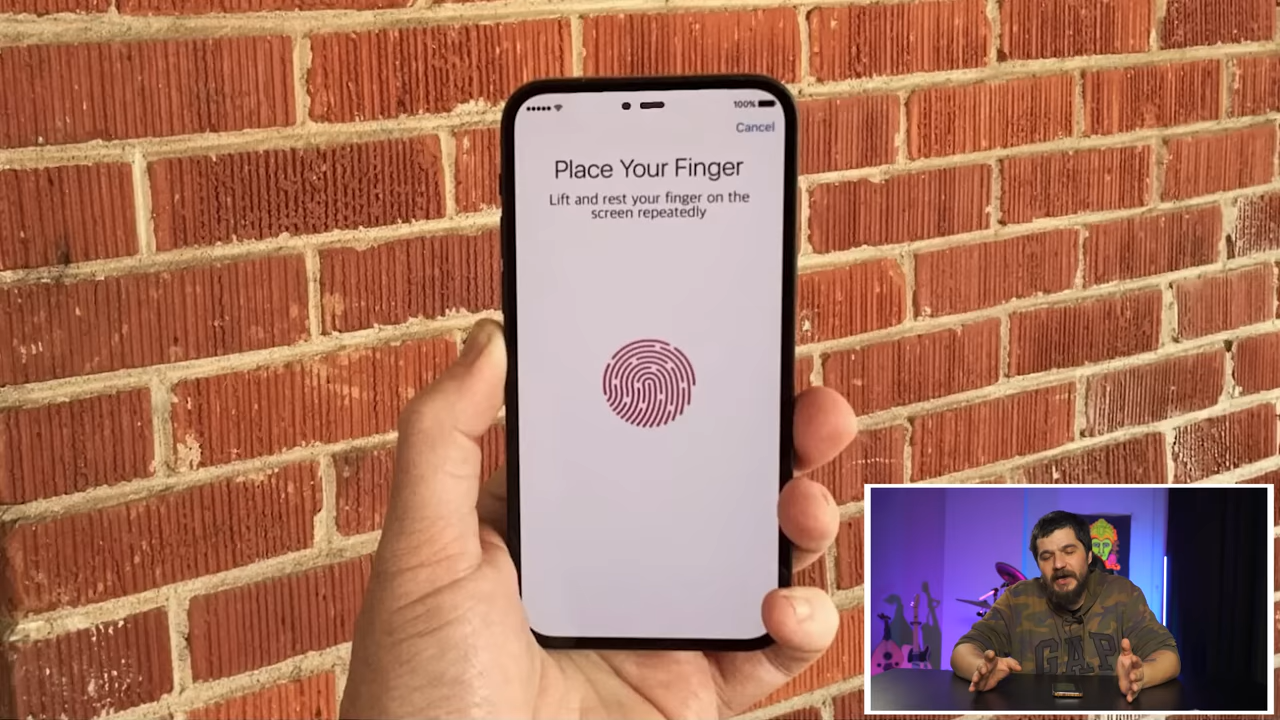 100%
Cancel
Place Your Finger
Lift and rest your finger on the
screen repeatedly
GAP